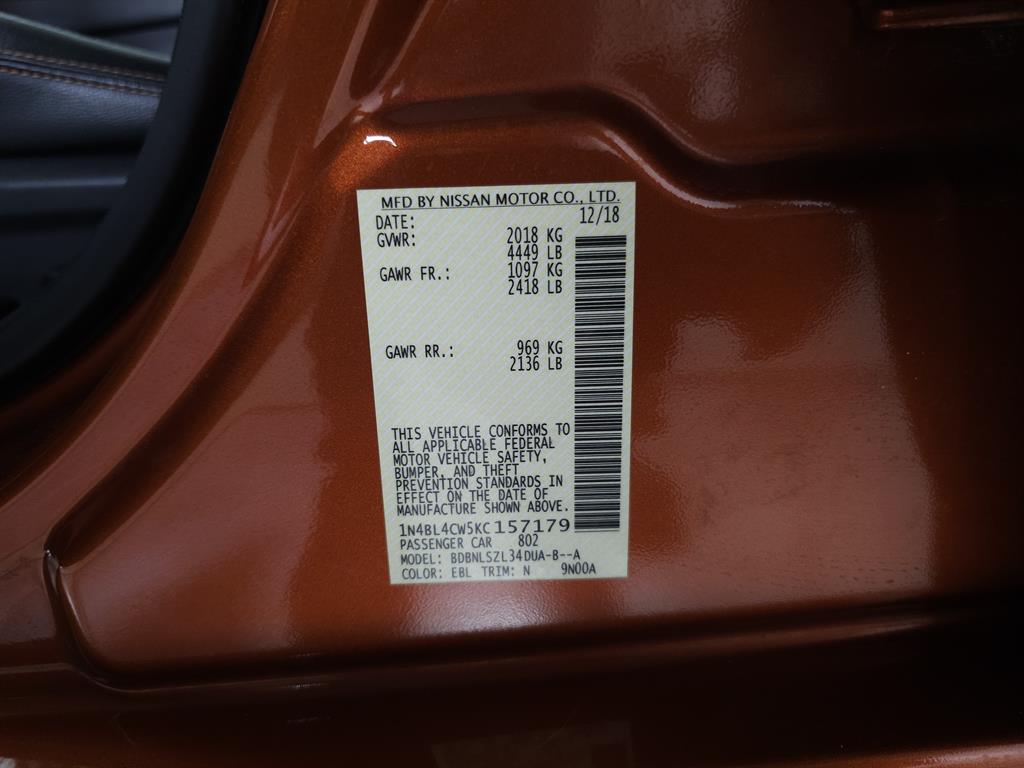 MFD BY NISSAN MOTOR CO., LTD.
DATE: 12/18
GVWR: 2018 KG
4449 LB
GAWR FR.: 1097 KG
2418 LB
GAWR RR.: 969 KG
2136 LB
THIS VEHICLE CONFORMS TO
ALL APPLICABLE FEDERAL
MOTOR VEHICLE SAFETY,
BUMPER, AND THEFT
PREVENTION STANDARDS IN
EFFECT ON THE DATE OF
MANUFACTURE SHOWN ABOVE.
1N4BL4CW5KC157179
PASSENGER CAR 802
MODEL: BDBNLSZL34DUA-B--A
COLOR: EBL TRIM: N 9N00A